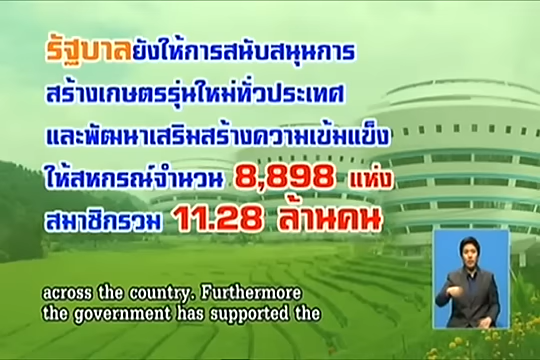 รัฐบาลยังให้การสนับสนุนการ
สร้างเกษตรรุ่นใหม่ทั่วประเทศ
และพัฒนาเสริมสร้างความเข้มแข็ง
ให้สหกรณ์จำนวน 8,898 แห่ง
สมาชิกรวม 11.28 ล้านคน
across the country. Furthermore
the government has supported the